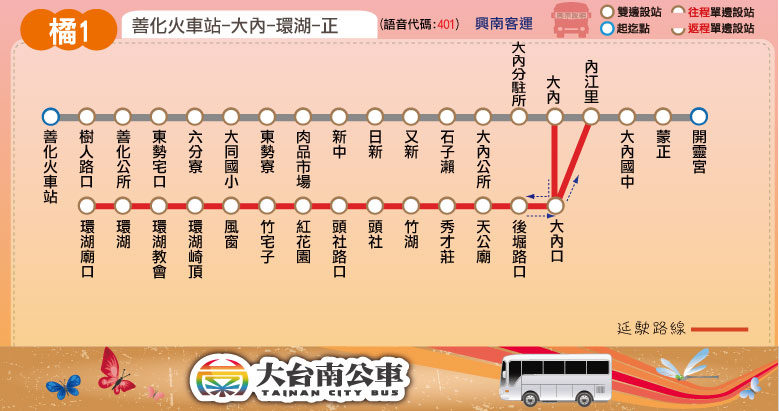 橘1
善化火車站-大內-環湖-正
(語音代碼:401)
興南客運
雙邊設站
往程單邊設站
起迄點
返程單邊設站
善化火車站
樹人路口
善化公所
東勢宅口
六分寮
大同國小
東勢寮
肉品市場
新中
日新
又新
石子瀨
大內公所
大內分駐所
大內
內江里
大內國中
蒙正
開靈宮
環湖廟口
環湖
環湖教會
環湖崎頂
風窗
竹宅子
紅花園
頭社路口
頭社
竹湖
秀才莊
天公廟
後堀路口
大內口
延駛路線
大台南公車
TAINAN CITY BUS